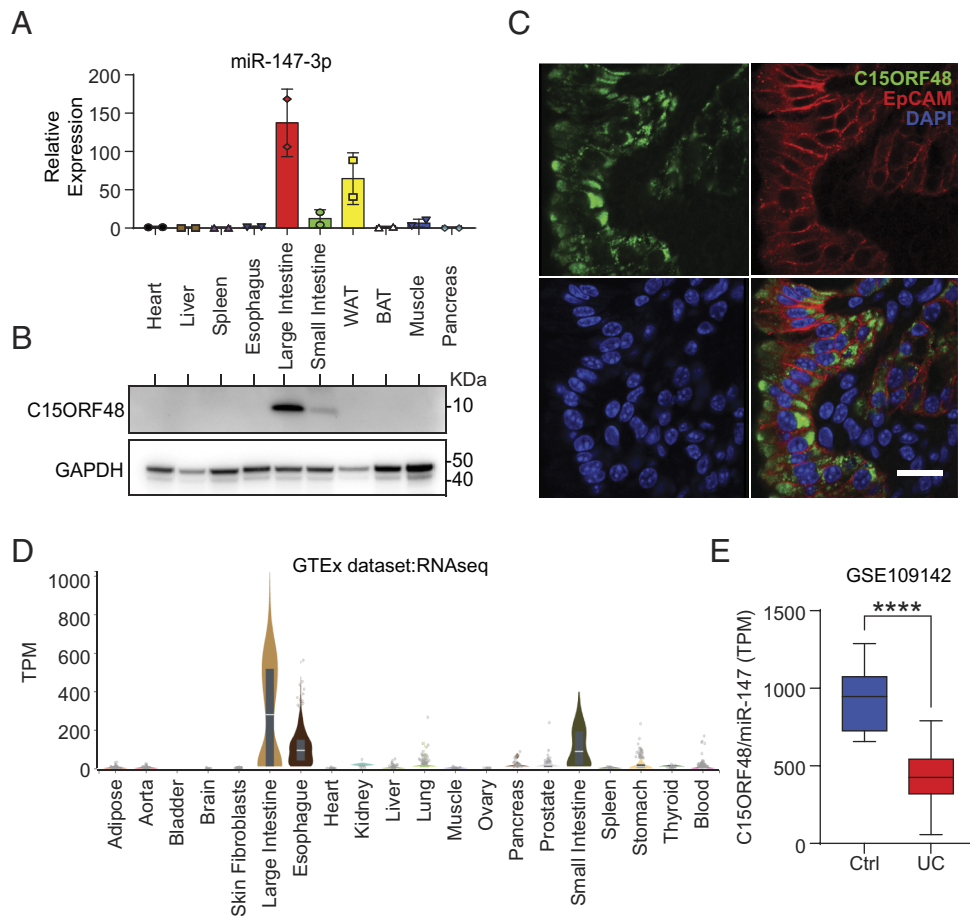 A
miR-147-3p
Relative
Expression
200
150
100
50
0
Heart
Liver
Spleen
Esophagus
Large Intestine
Small Intestine
WAT
BAT
Muscle
Pancreas
B
KDa
C15ORF48
10
GAPDH
50
40
C
C15ORF48
EpCAM
DAPI
D
GTEx dataset:RNAseq
TPM
1000
600
400
200
0
Adipose
Aorta
Bladder
Brain
Skin Fibroblasts
Large Intestine
Esophague
Heart
Kidney
Liver
Lung
Muscle
Ovary
Pancreas
Prostate
Small Intestine
Spleen
Stomach
Thyroid
Blood
E
GSE109142
C15ORF48/miR-147 (TPM)
****
1500
1000
500
0
Ctrl UC